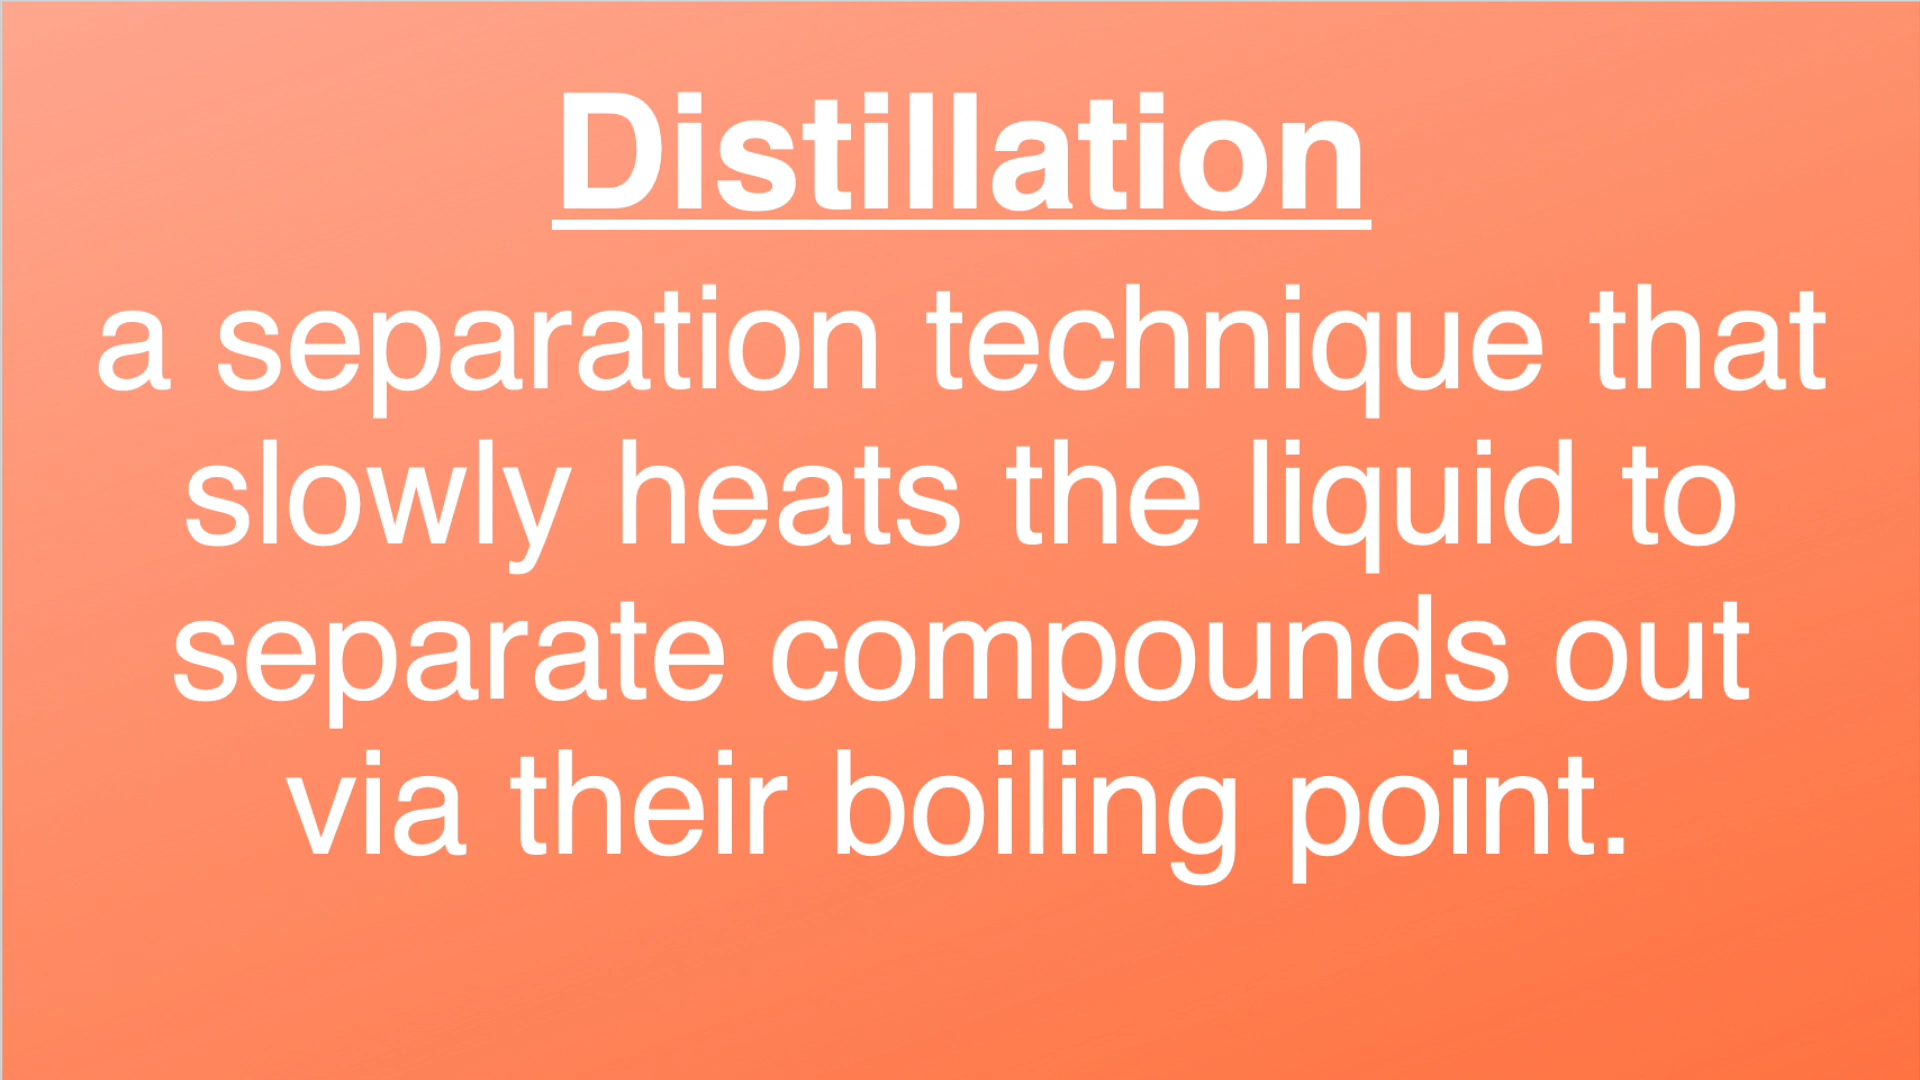 Distillation
a separation technique that
slowly heats the liquid to
separate compounds out
via their boiling point.